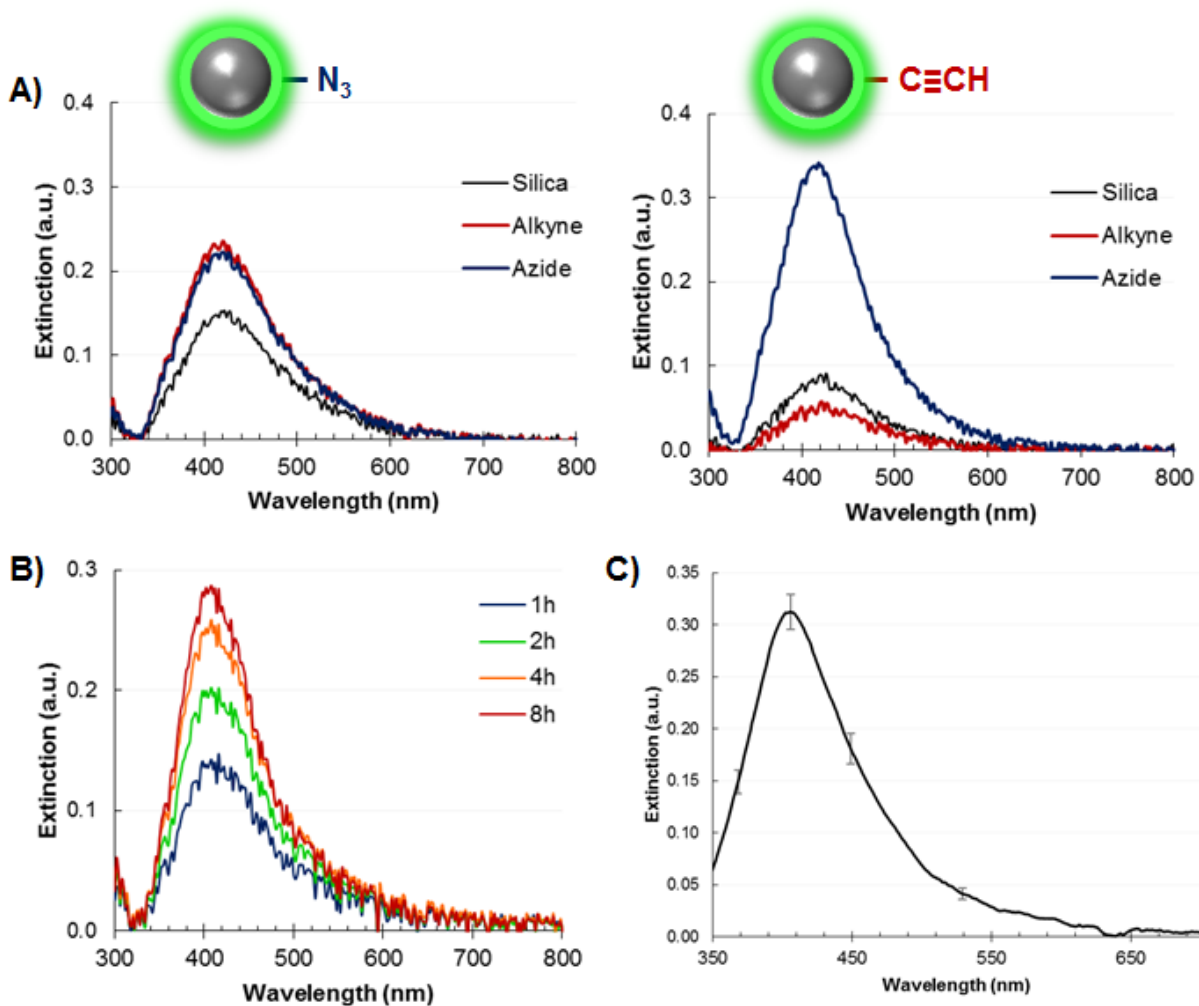 N₃
C≡CH
A)
0.4
0.3
0.2
0.1
0.0
Extinction (a.u.)
Silica
Alkyne
Azide
300 400 500 600 700 800
Wavelength (nm)
0.4
0.3
0.2
0.1
0.0
Extinction (a.u.)
Silica
Alkyne
Azide
300 400 500 600 700 800
Wavelength (nm)
B)
0.3
0.2
0.1
0.0
Extinction (a.u.)
1h
2h
4h
8h
300 400 500 600 700 800
Wavelength (nm)
C)
0.35
0.30
0.25
0.20
0.15
0.10
0.05
0.00
Extinction (a.u.)
350 450 550 650
Wavelength (nm)